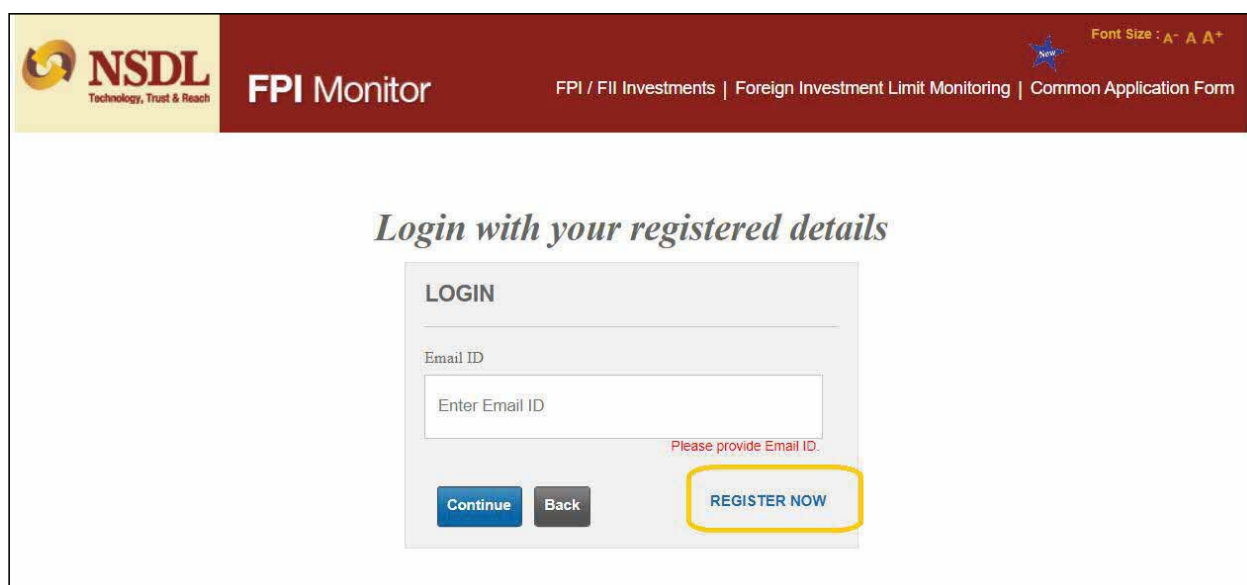 Font Size : A- A A+
New
NSDL
Technology, Trust & Reach
FPI Monitor
FPI / FII Investments | Foreign Investment Limit Monitoring | Common Application Form
Login with your registered details
LOGIN
Email ID
Enter Email ID
Please provide Email ID.
Continue Back REGISTER NOW